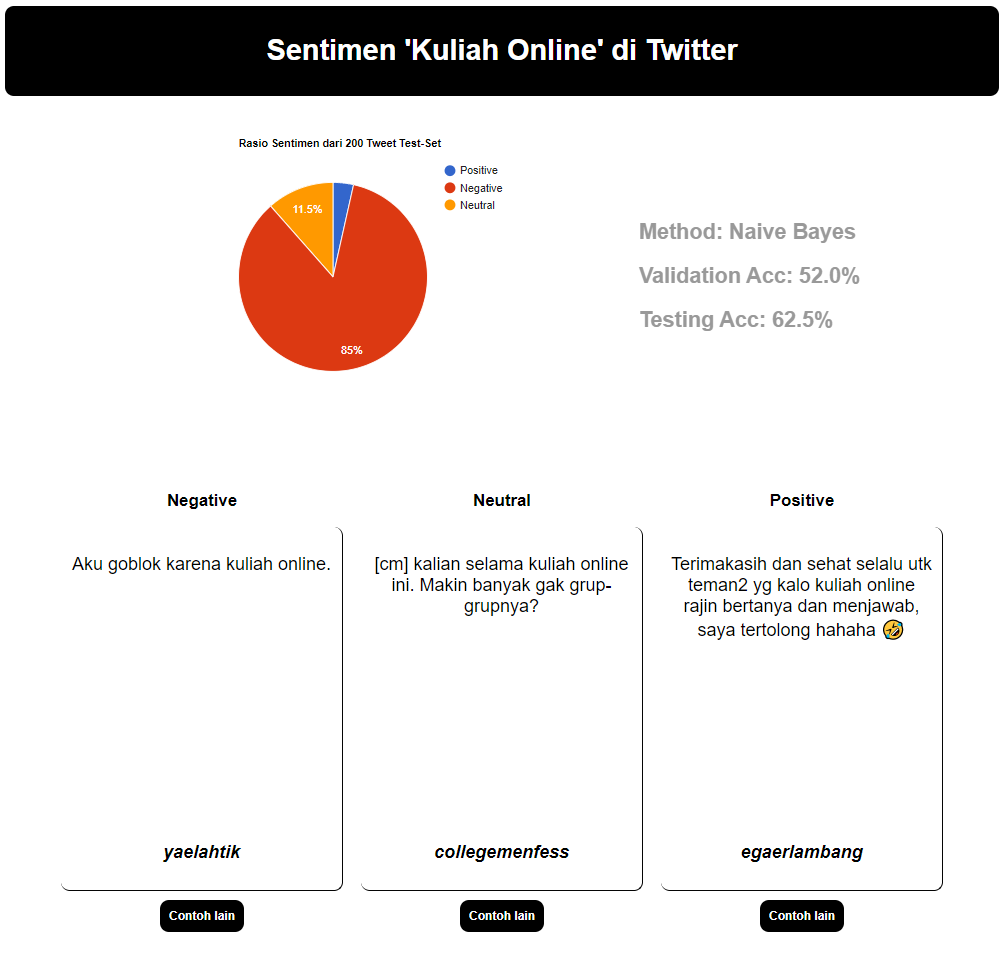 Sentimen 'Kuliah Online' di Twitter
Rasio Sentimen dari 200 Tweet Test-Set
Positive
Negative
Neutral
11.5%
85%
Method: Naive Bayes
Validation Acc: 52.0%
Testing Acc: 62.5%
Negative
Aku goblok karena kuliah online.
yaelahtik
Contoh lain
Neutral
[cm] kalian selama kuliah online
ini. Makin banyak gak grup-
grupnya?
collegemenfess
Contoh lain
Positive
Terimakasih dan sehat selalu utk
teman2 yg kalo kuliah online
rajin bertanya dan menjawab,
saya tertolong hahaha 🤣
egaerlambang
Contoh lain